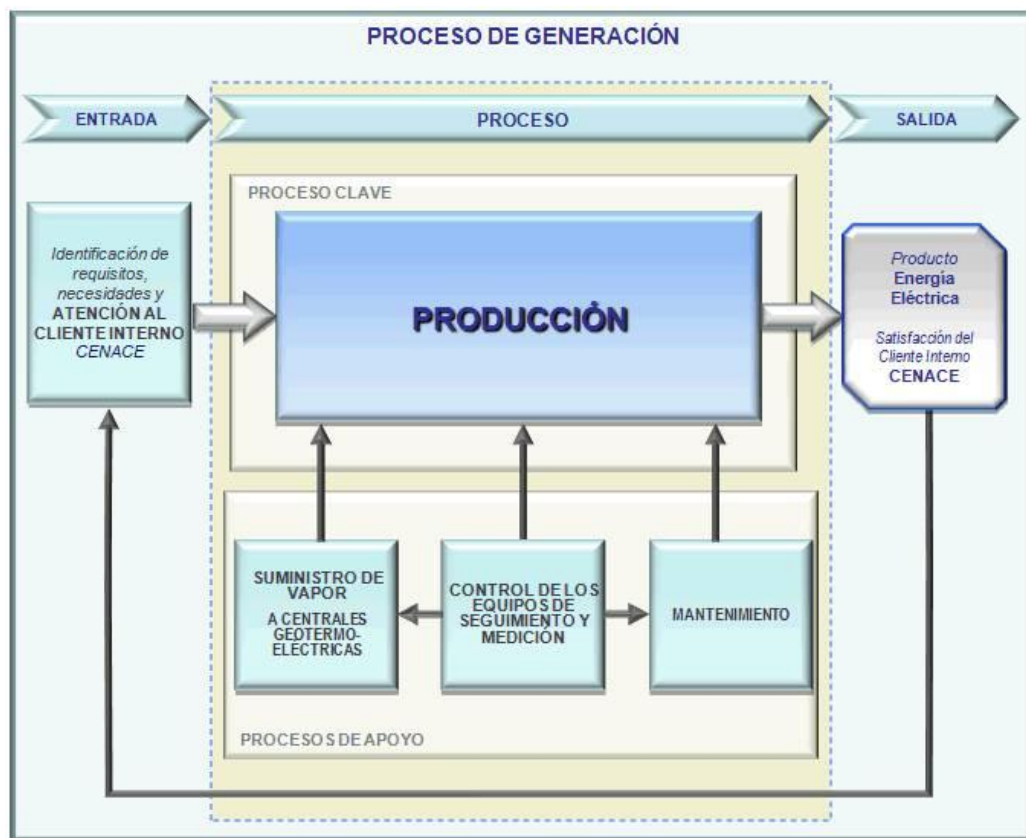 PROCESO DE GENERACIÓN
ENTRADA
PROCESO
SALIDA
PROCESO CLAVE
Identificación de
requisitos,
necesidades y
ATENCIÓN AL
CLIENTE INTERNO
CENACE
PRODUCCIÓN
Producto
Energía
Eléctrica
Satisfacción del
Cliente Interno
CENACE
SUMINISTRO DE
VAPOR
A CENTRALES
GEOTERMO-
ELÉCTRICAS
CONTROL DE LOS
EQUIPOS DE
SEGUIMIENTO Y
MEDICIÓN
MANTENIMIENTO
PROCESOS DE APOYO